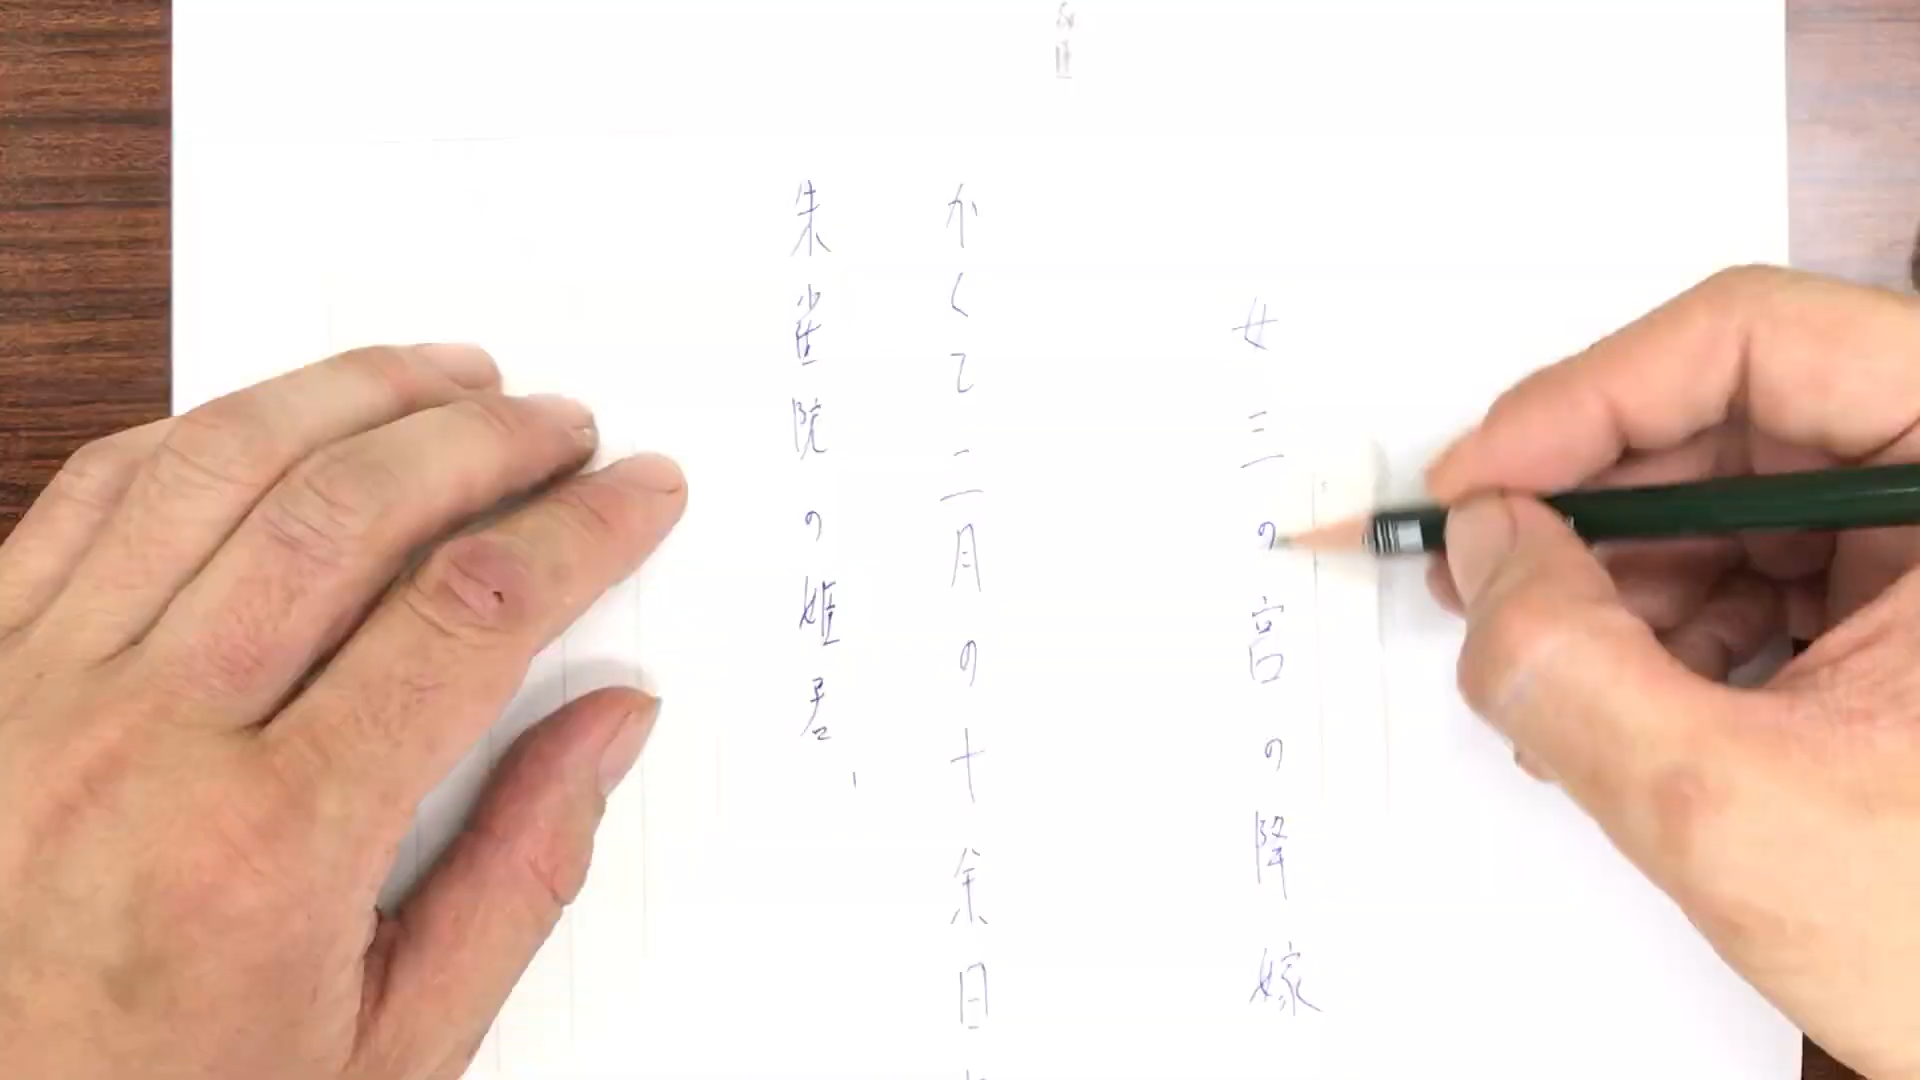 女三の宮の降嫁
かくて二月の十余日
朱雀院の姫君、